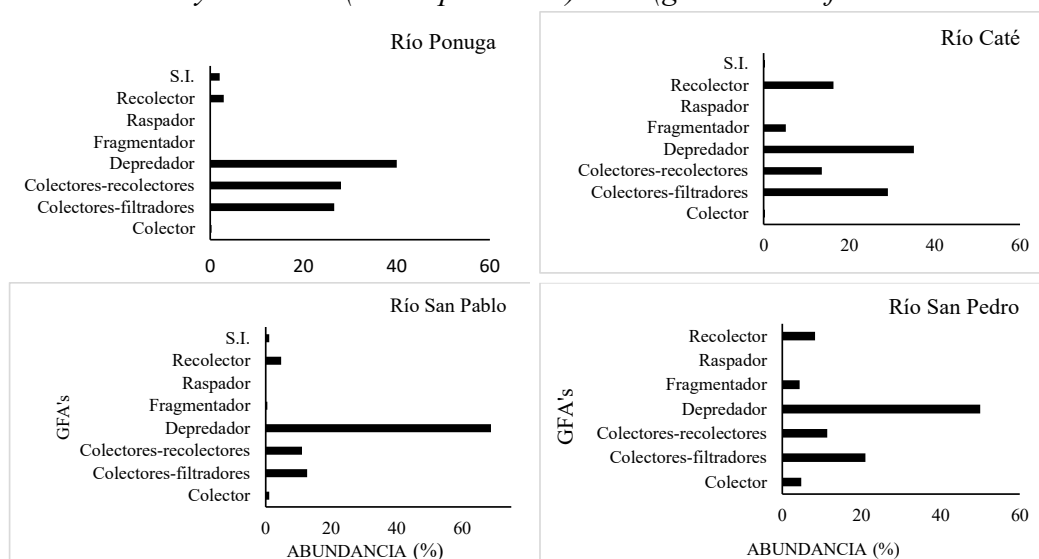 Río Ponuga
S.I.
Recolector
Raspador
Fragmentador
Depredador
Colectores-recolectores
Colectores-filtradores
Colector
0 20 40 60
Río Caté
S.I.
Recolector
Raspador
Fragmentador
Depredador
Colectores-recolectores
Colectores-filtradores
Colector
0 20 40 60
Río San Pablo
GFA's
S.I.
Recolector
Raspador
Fragmentador
Depredador
Colectores-recolectores
Colectores-filtradores
Colector
0 20 40 60
ABUNDANCIA (%)
Río San Pedro
GFA's
Recolector
Raspador
Fragmentador
Depredador
Colectores-recolectores
Colectores-filtradores
Colector
0 20 40 60
ABUNDANCIA (%)